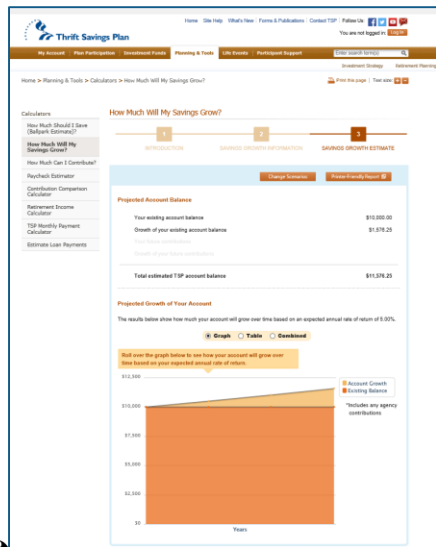 Home | Site Help | What's New | Forms & Publications | Contact TSP | Follow Us
Thrift Savings Plan
You are not logged in. Log In
My Account | Plan Participation | Investment Funds | Planning & Tools | Life Events | Participant Support
Enter search term(s)
Investment Strategy Retirement Planning
Home > Planning & Tools > Calculators > How Much Will My Savings Grow?
Print this page | Text size
Calculators
How Much Should I Save
(Ballpark Estimate)?
How Much Will My
Savings Grow?
How Much Can I Contribute?
Paycheck Estimator
Contribution Comparison
Calculator
Retirement Income
Calculator
TSP Monthly Payment
Calculator
Estimate Loan Payments
How Much Will My Savings Grow?
1 2 3
INTRODUCTION SAVINGS GROWTH INFORMATION SAVINGS GROWTH ESTIMATE
Change Scenario Printer-Friendly Report
Projected Account Balance
Your existing account balance $10,000.00
Growth of your existing account balance $1,576.25
Your future contributions
Growth of your future contributions
Total estimated TSP account balance $11,576.25
Projected Growth of Your Account
The results below show how much your account will grow over time based on an expected annual rate of return of 5.00%.
Graph Table Combined
Roll over the graph below to see how your account will grow over
time based on your expected annual rate of return.
$12,500
$10,000
$7,500
$5,000
$2,500
$0
Years
Account Growth
Existing Balance
*Includes any agency
contributions